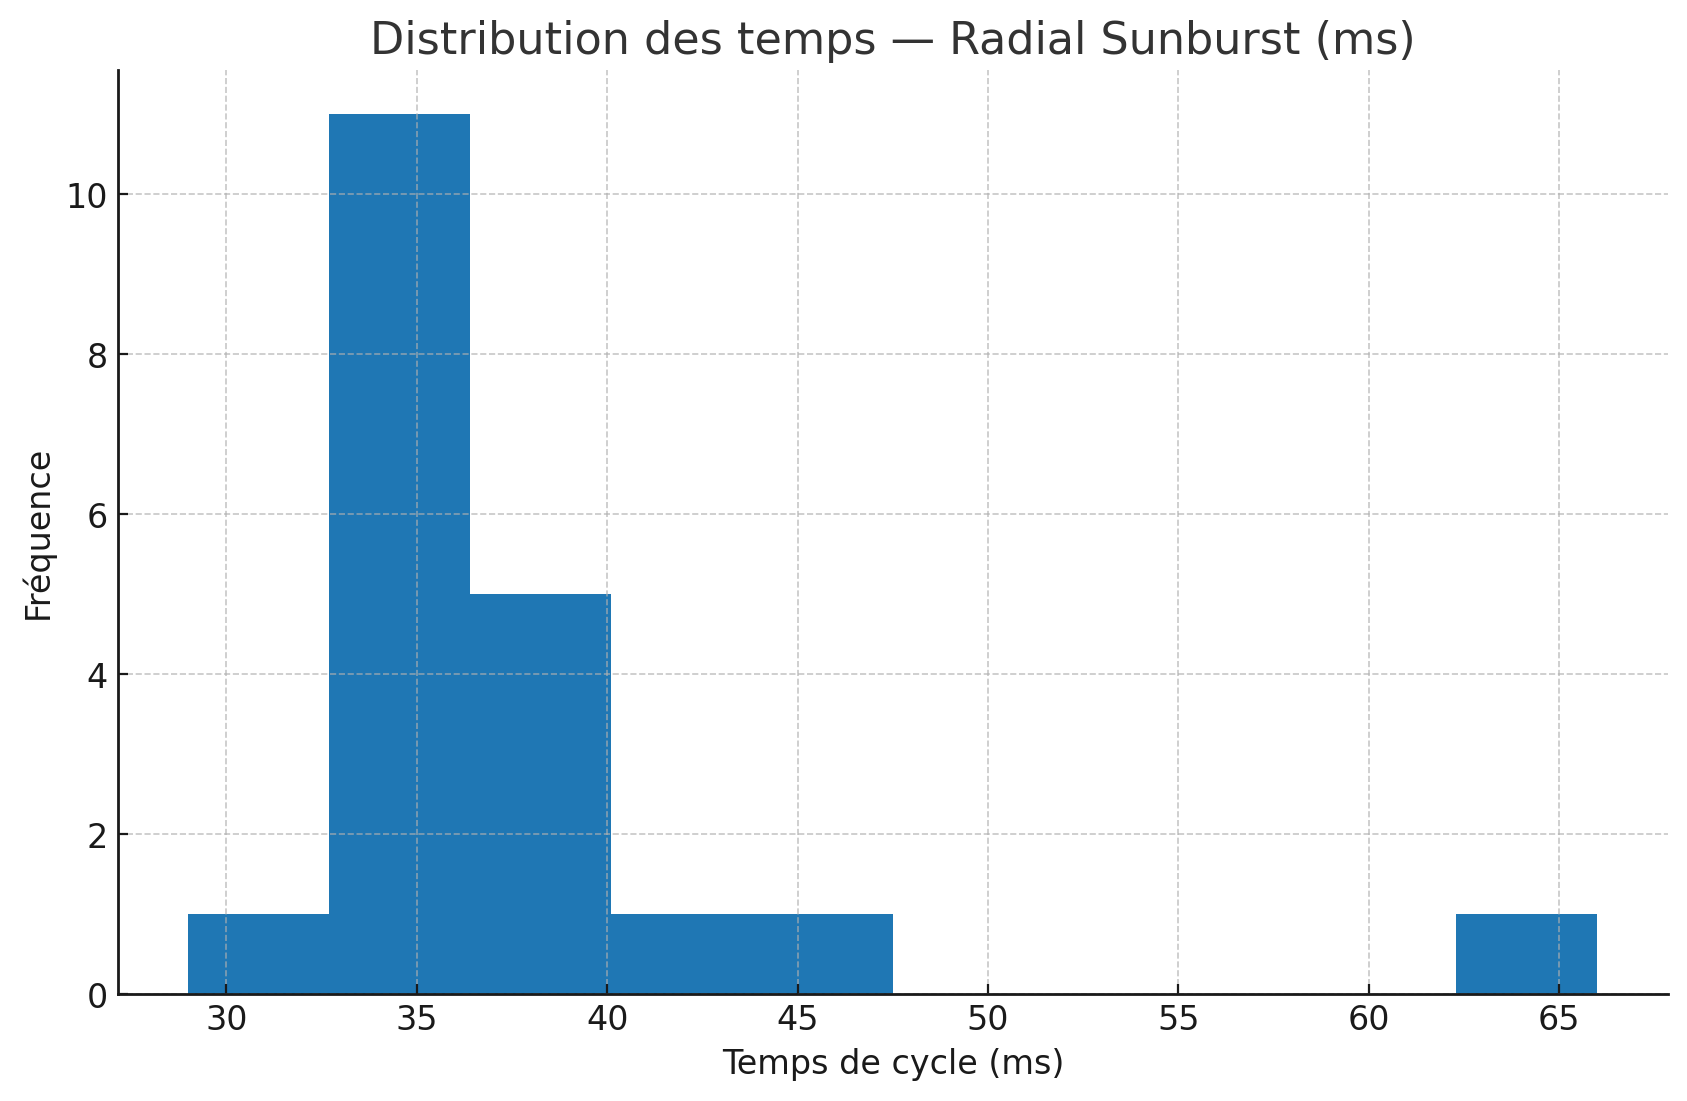 Distribution des temps — Radial Sunburst (ms)
Fréquence
10
8
6
4
2
0
30 35 40 45 50 55 60 65
Temps de cycle (ms)